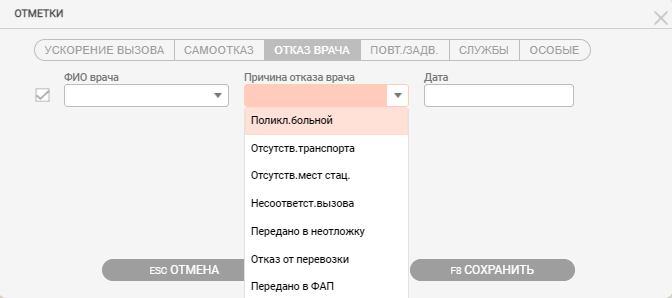 ОТМЕТКИ
УСКОРЕНИЕ ВЫЗОВА САМООТКАЗ ОТКАЗ ВРАЧА ПОВТ./ЗАДВ. СЛУЖБЫ ОСОБЫЕ
ФИО врача Причина отказа врача Дата
Поликл.больной
Отсутств.транспорта
Отсутств.мест стац.
Несоответст.вызова
Передано в неотложку
Отказ от перевозки
Передано в ФАП
ESC ОТМЕНА F8 СОХРАНИТЬ